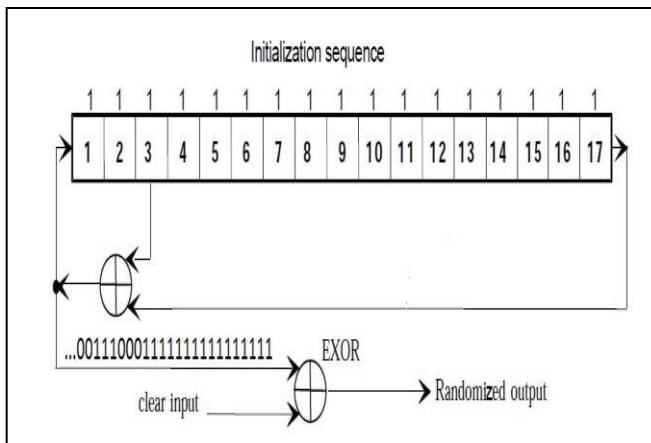 Initialization sequence
1 1 1 1 1 1 1 1 1 1 1 1 1 1 1 1 1
1 2 3 4 5 6 7 8 9 10 11 12 13 14 15 16 17
...001110001111111111111111
EXOR
clear input
Randomized output